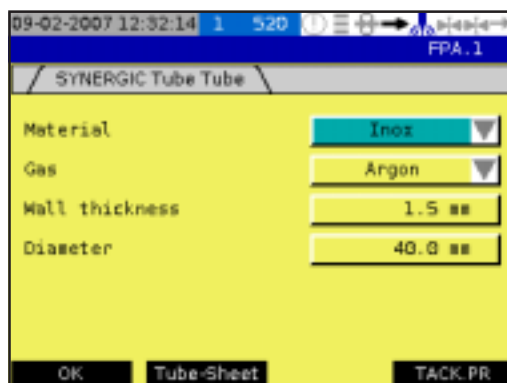 09-02-2007 12:32:14 1 520
FPA.1
SYNERGIC Tube Tube
Material Inox
Gas Argon
Wall thickness 1.5 mm
Diameter 40.0 mm
OK Tube-Sheet TACK.PR